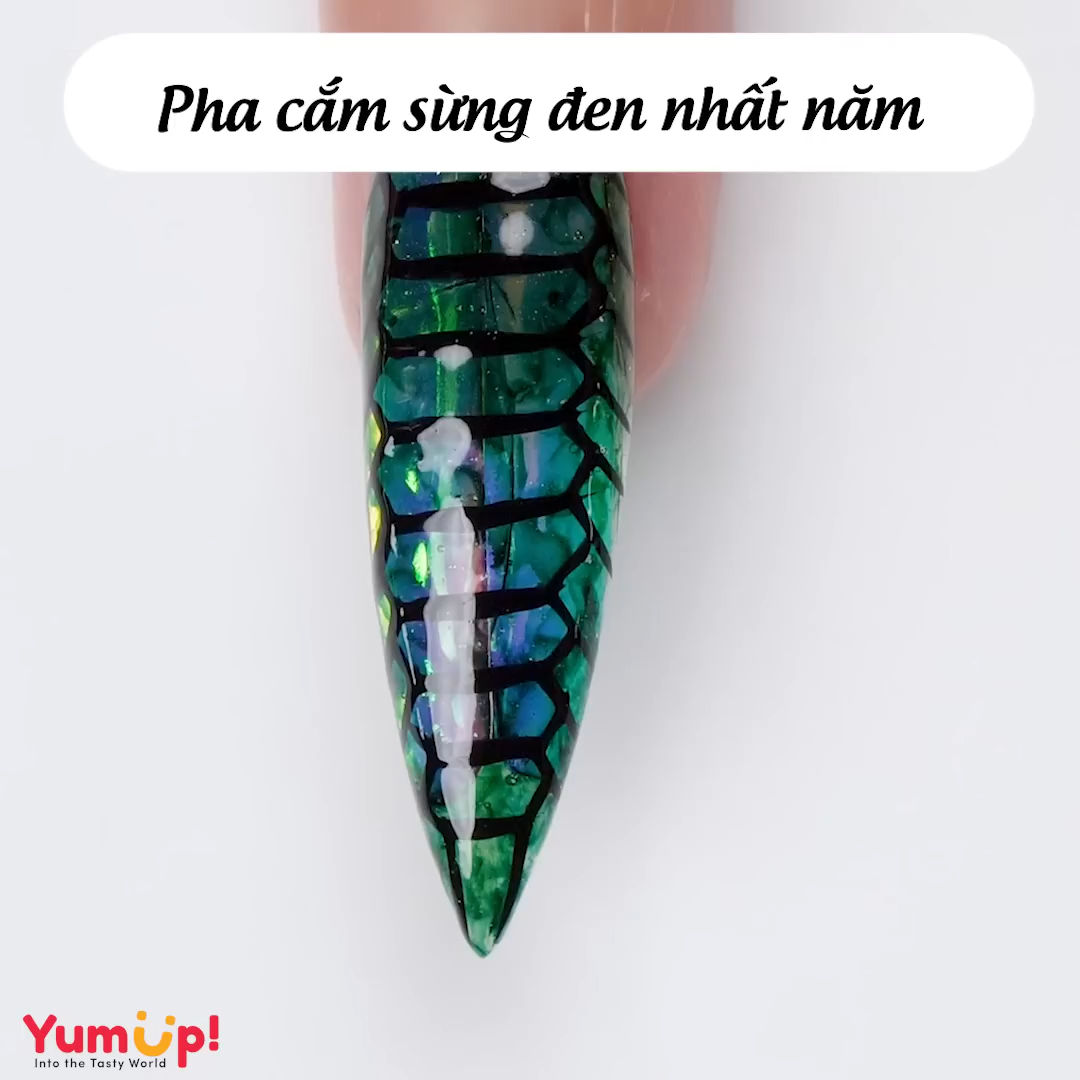 Pha cắm sừng đen nhất năm
YumUp!
Into the Tasty World